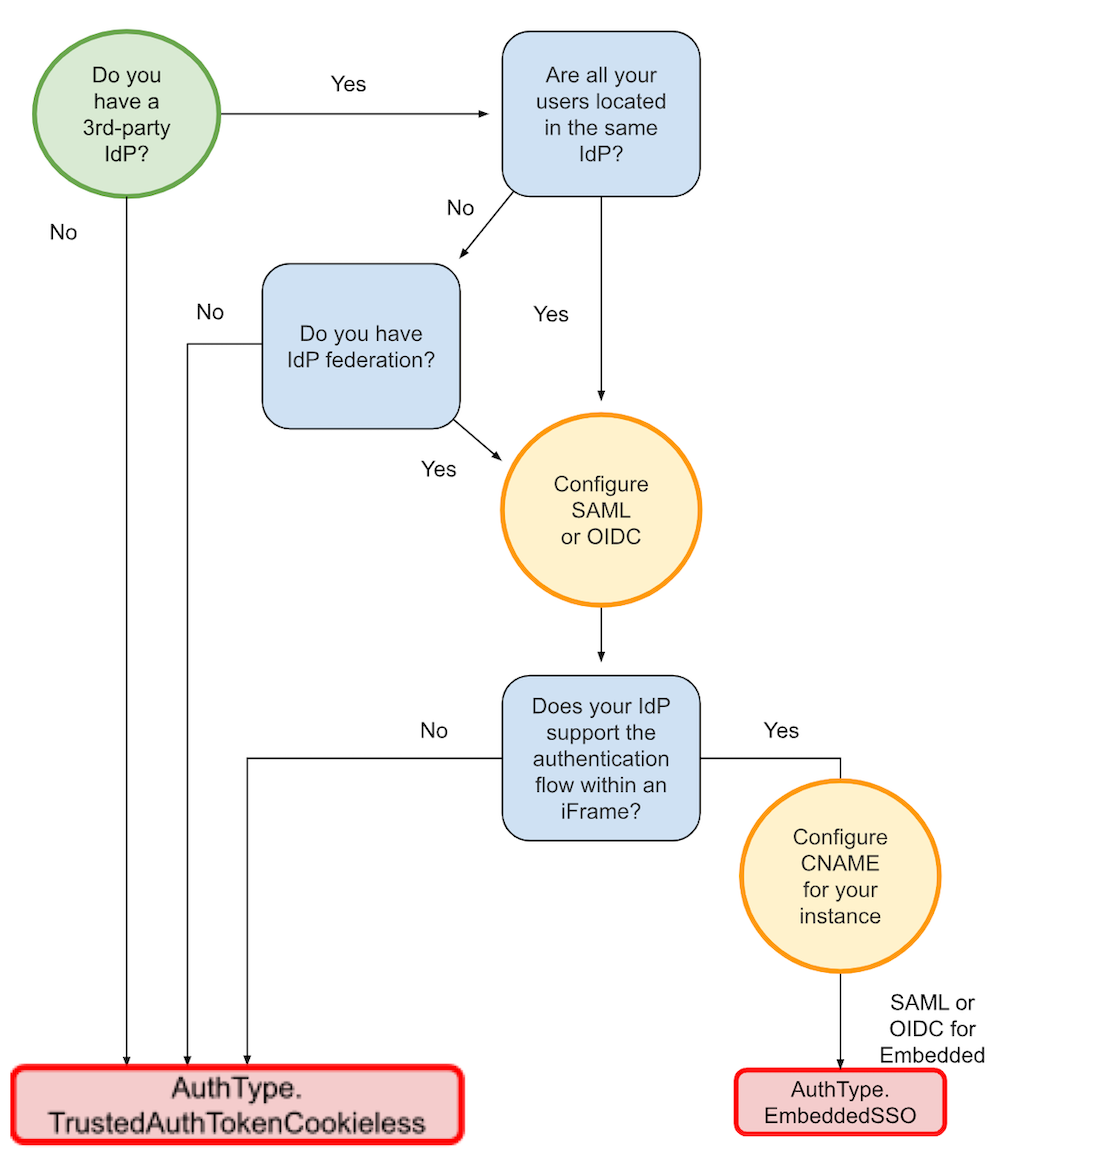 Do you
have a
3rd-party
IdP?
Yes
Are all your
users located
in the same
IdP?
No
No
Yes
No
Do you have
IdP federation?
Yes
Configure
SAML
or OIDC
No
Does your IdP
support the
authentication
flow within an
iFrame?
Yes
Configure
CNAME
for your
instance
SAML or
OIDC for
Embedded
AuthType.
TrustedAuthTokenCookieless
AuthType.
EmbeddedSSO